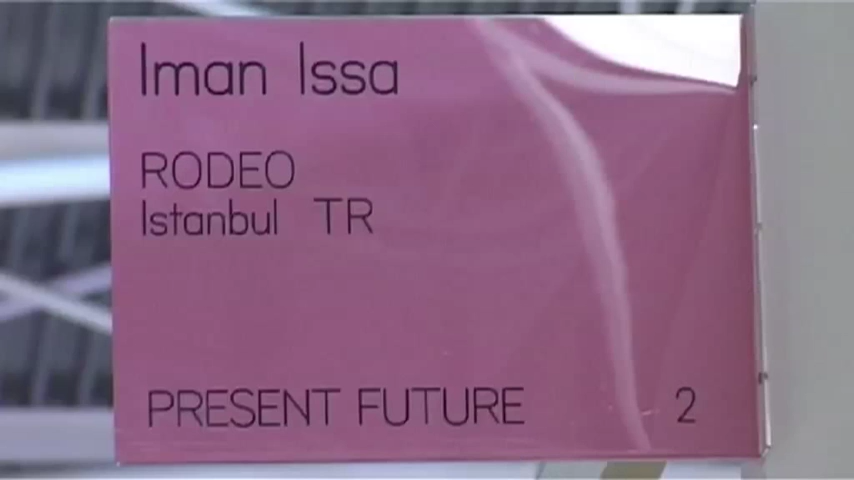 Iman Issa
RODEO
Istanbul TR
PRESENT FUTURE 2